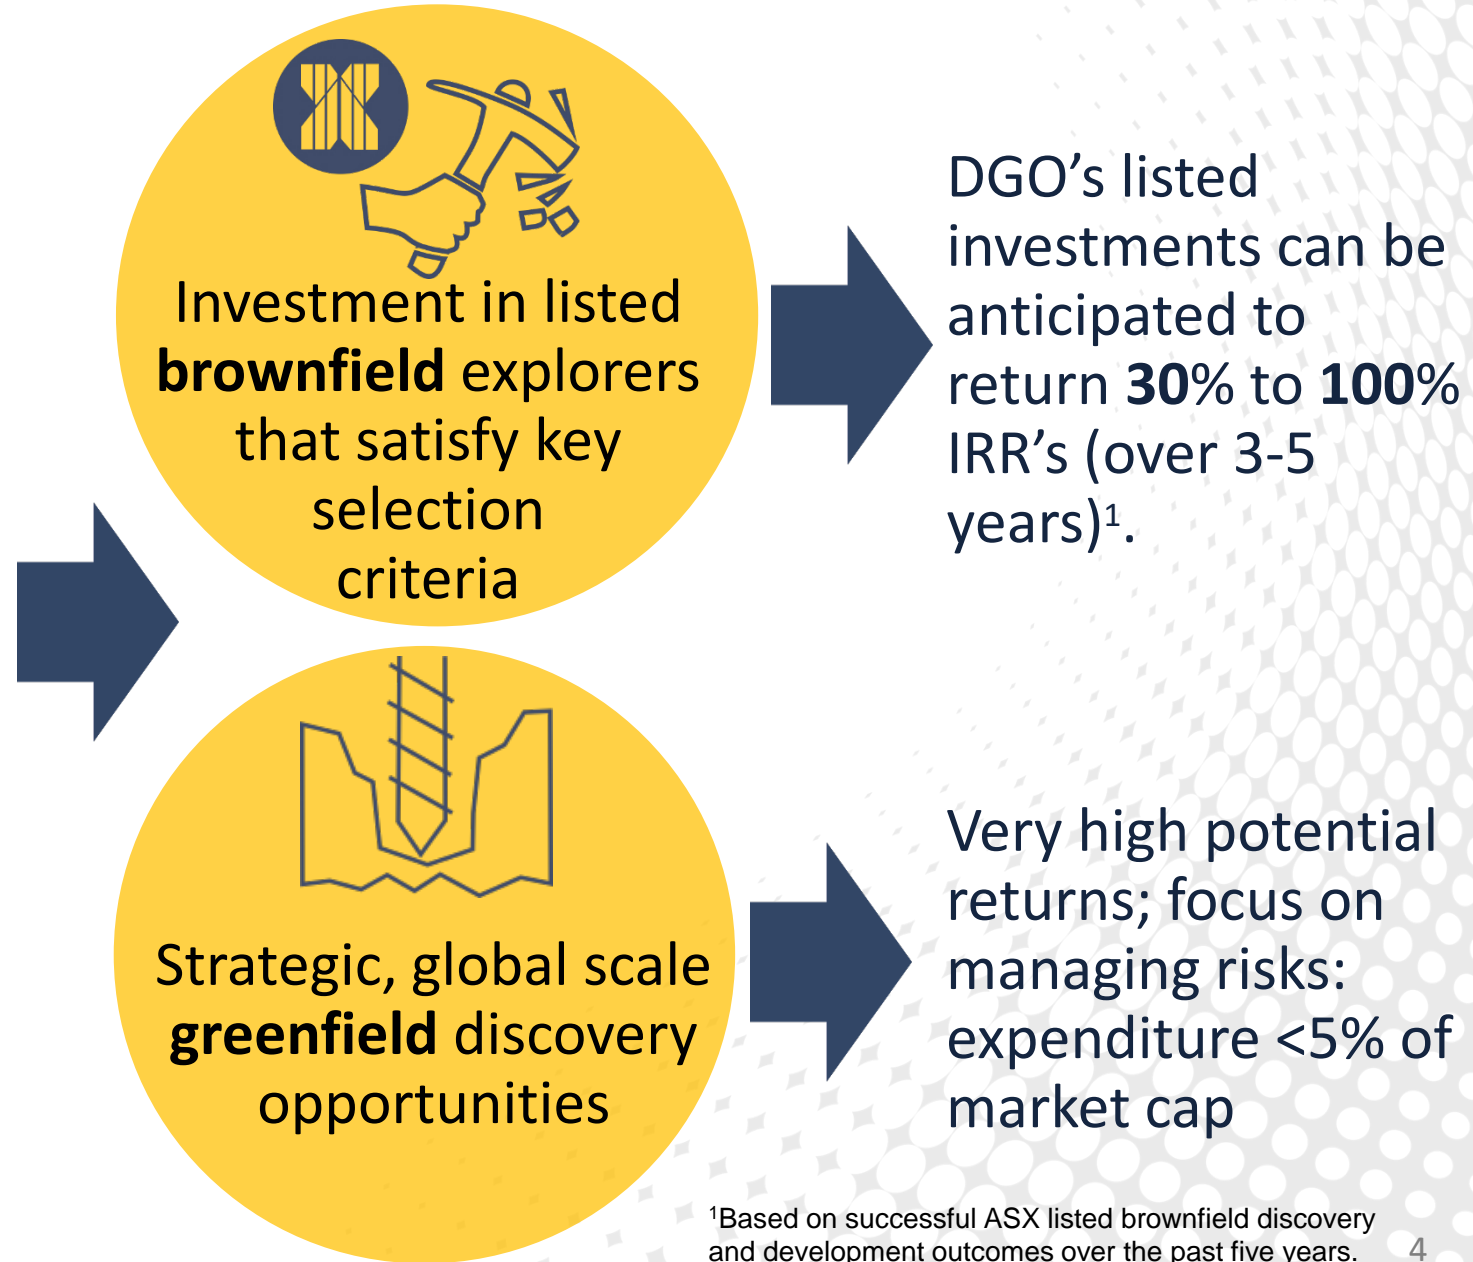 Investment in listed
brownfield explorers
that satisfy key
selection
criteria
DGO’s listed
investments can be
anticipated to
return 30% to 100%
IRR’s (over 3-5
years)¹.
Strategic, global scale
greenfield discovery
opportunities
Very high potential
returns; focus on
managing risks:
expenditure <5% of
market cap
¹Based on successful ASX listed brownfield discovery
and development outcomes over the past five years.
4